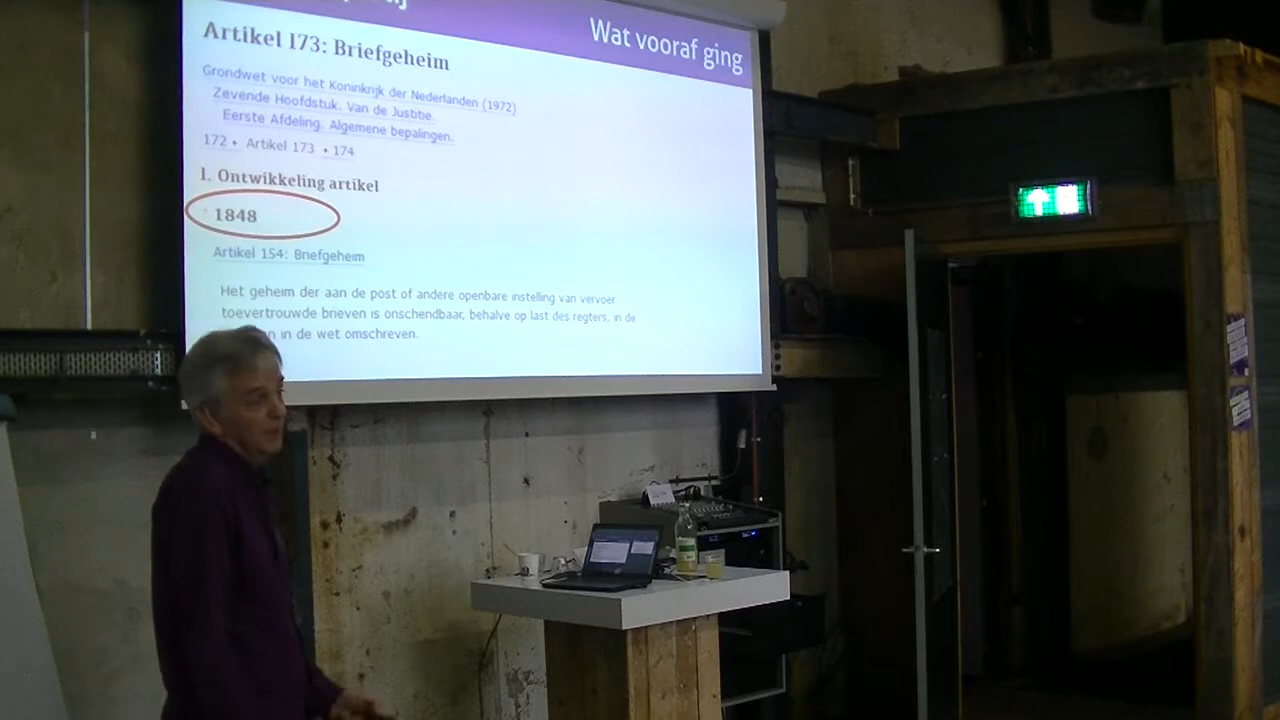 Wat vooraf ging
Artikel 173: Briefgeheim
Grondwet voor het Koninkrijk der Nederlanden (1972)
Zevende Hoofdstuk. Van de Justitie.
Eerste Afdeling. Algemene bepalingen.
172 • Artikel 173 • 174
1. Ontwikkeling artikel
1848
Artikel 154: Briefgeheim
Het geheim der aan de post of andere openbare instelling van vervoer
toevertrouwde brieven is onschendbaar, behalve op last des regters, in de
in de wet omschreven.